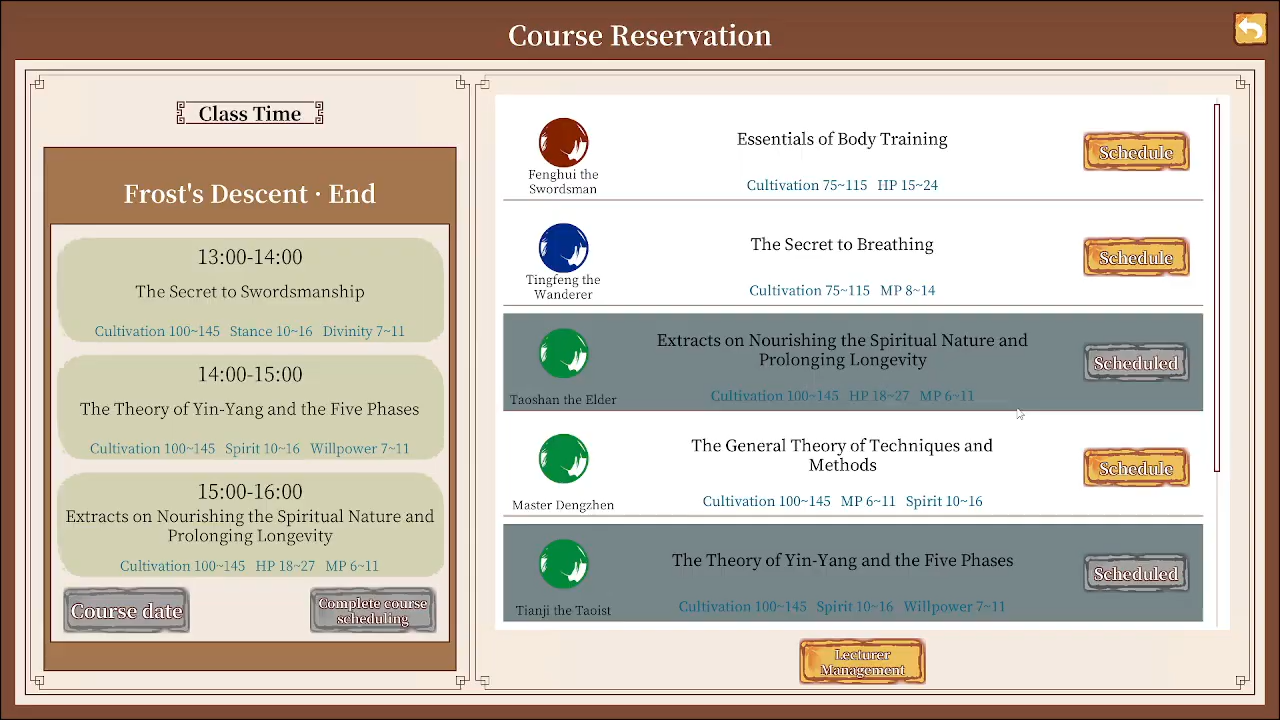 Course Reservation
Class Time
Frost's Descent · End
13:00-14:00
The Secret to Swordsmanship
Cultivation 100~145 Stance 10~16 Divinity 7~11
14:00-15:00
The Theory of Yin-Yang and the Five Phases
Cultivation 100~145 Spirit 10~16 Willpower 7~11
15:00-16:00
Extracts on Nourishing the Spiritual Nature and
Prolonging Longevity
Cultivation 100~145 HP 18~27 MP 6~11
Course date
Complete course
scheduling
Fenghui the
Swordsman
Essentials of Body Training
Cultivation 75~115 HP 15~24
Schedule
Tingfeng the
Wanderer
The Secret to Breathing
Cultivation 75~115 MP 8~14
Schedule
Taoshan the Elder
Extracts on Nourishing the Spiritual Nature and
Prolonging Longevity
Cultivation 100~145 HP 18~27 MP 6~11
Scheduled
Master Dengzhen
The General Theory of Techniques and
Methods
Cultivation 100~145 MP 6~11 Spirit 10~16
Schedule
Tianji the Taoist
The Theory of Yin-Yang and the Five Phases
Cultivation 100~145 Spirit 10~16 Willpower 7~11
Scheduled
Lecturer
Management